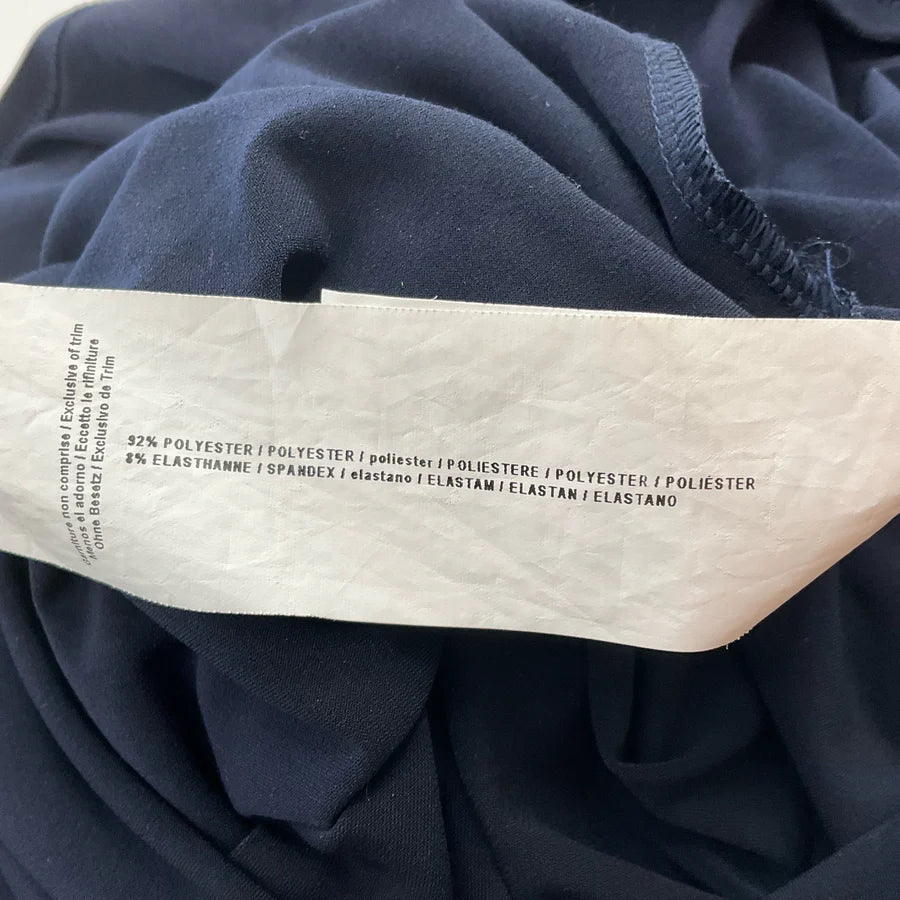 92% POLYESTER / POLYESTER / poliester / POLIESTERE / POLYESTER / POLIÉSTER
8% ELASTHANNE / SPANDEX / elastano / ELASTAM / ELASTAN / ELASTANO
non comprise / Exclusive of trim
Menos el adorno / Eccetto le rifiniture
Ohne Besatz / Exclusivo de Trim